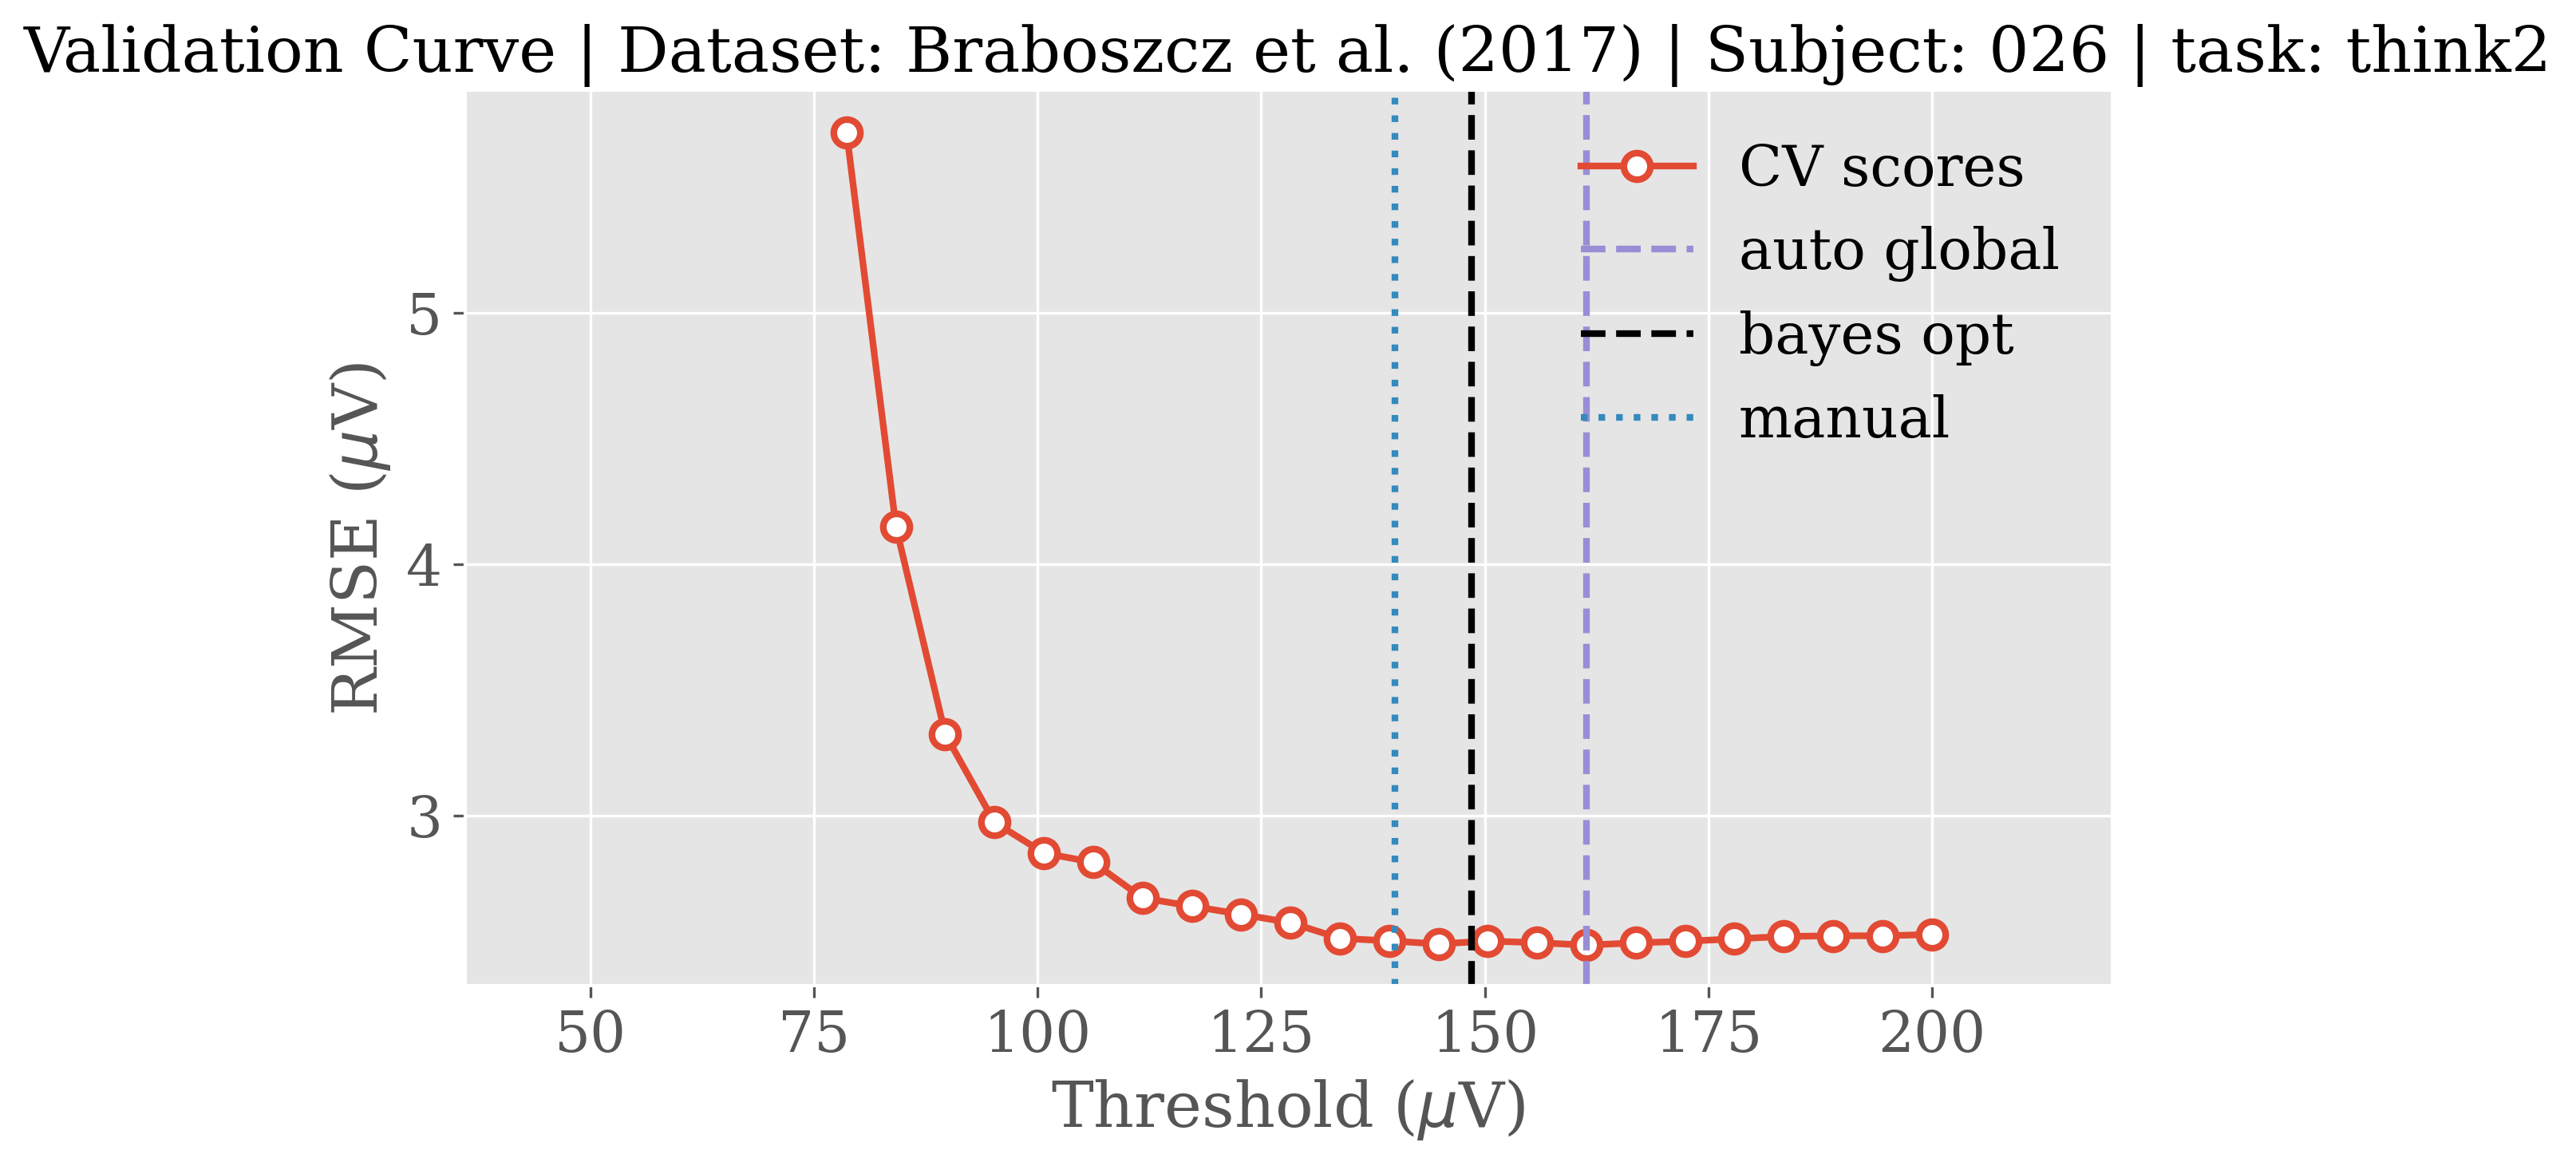 Validation Curve | Dataset: Braboszcz et al. (2017) | Subject: 026 | task: think2
CV scores
auto global
bayes opt
manual
RMSE (μV)
5
4
3
50 75 100 125 150 175 200
Threshold (μV)